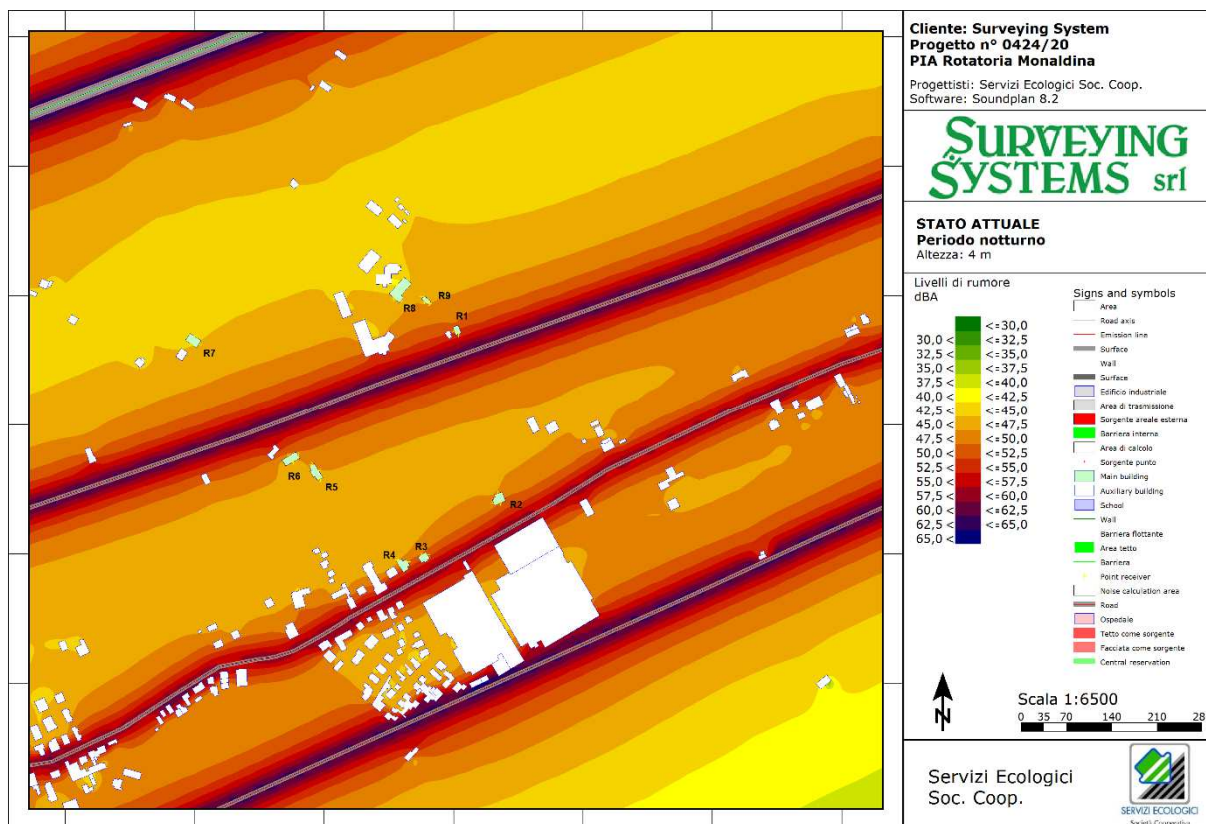 Cliente: Surveying System
Progetto n° 0424/20
PIA Rotatoria Monaldina
Progettisti: Servizi Ecologici Soc. Coop.
Software: Soundplan 8.2
SURVEYING
SYSTEMS srl
STATO ATTUALE
Periodo notturno
Altezza: 4 m
Livelli di rumore
dBA
<=30,0
30,0 < <=32,5
32,5 < <=35,0
35,0 < <=37,5
37,5 < <=40,0
40,0 < <=42,5
42,5 < <=45,0
45,0 < <=47,5
47,5 < <=50,0
50,0 < <=52,5
52,5 < <=55,0
55,0 < <=57,5
57,5 < <=60,0
60,0 < <=62,5
62,5 < <=65,0
65,0 <
Signs and symbols
Area
Road axis
Emission line
Surface
Wall
Surface
Edificio industriale
Area di trasmissione
Sorgente areale esterna
Barriera interna
Area di calcolo
Sorgente punto
Main building
Auxiliary building
School
Wall
Barriera flottante
Area tetto
Barriera
Point receiver
Noise calculation area
Road
Ospedale
Tetto come sorgente
Facciata come sorgente
Central reservation
N
Scala 1:6500
0 35 70 140 210 28
Servizi Ecologici
Soc. Coop.
SERVIZI ECOLOGICI
Società Cooperativa
R9
R8
R1
R7
R6
R5
R2
R4
R3